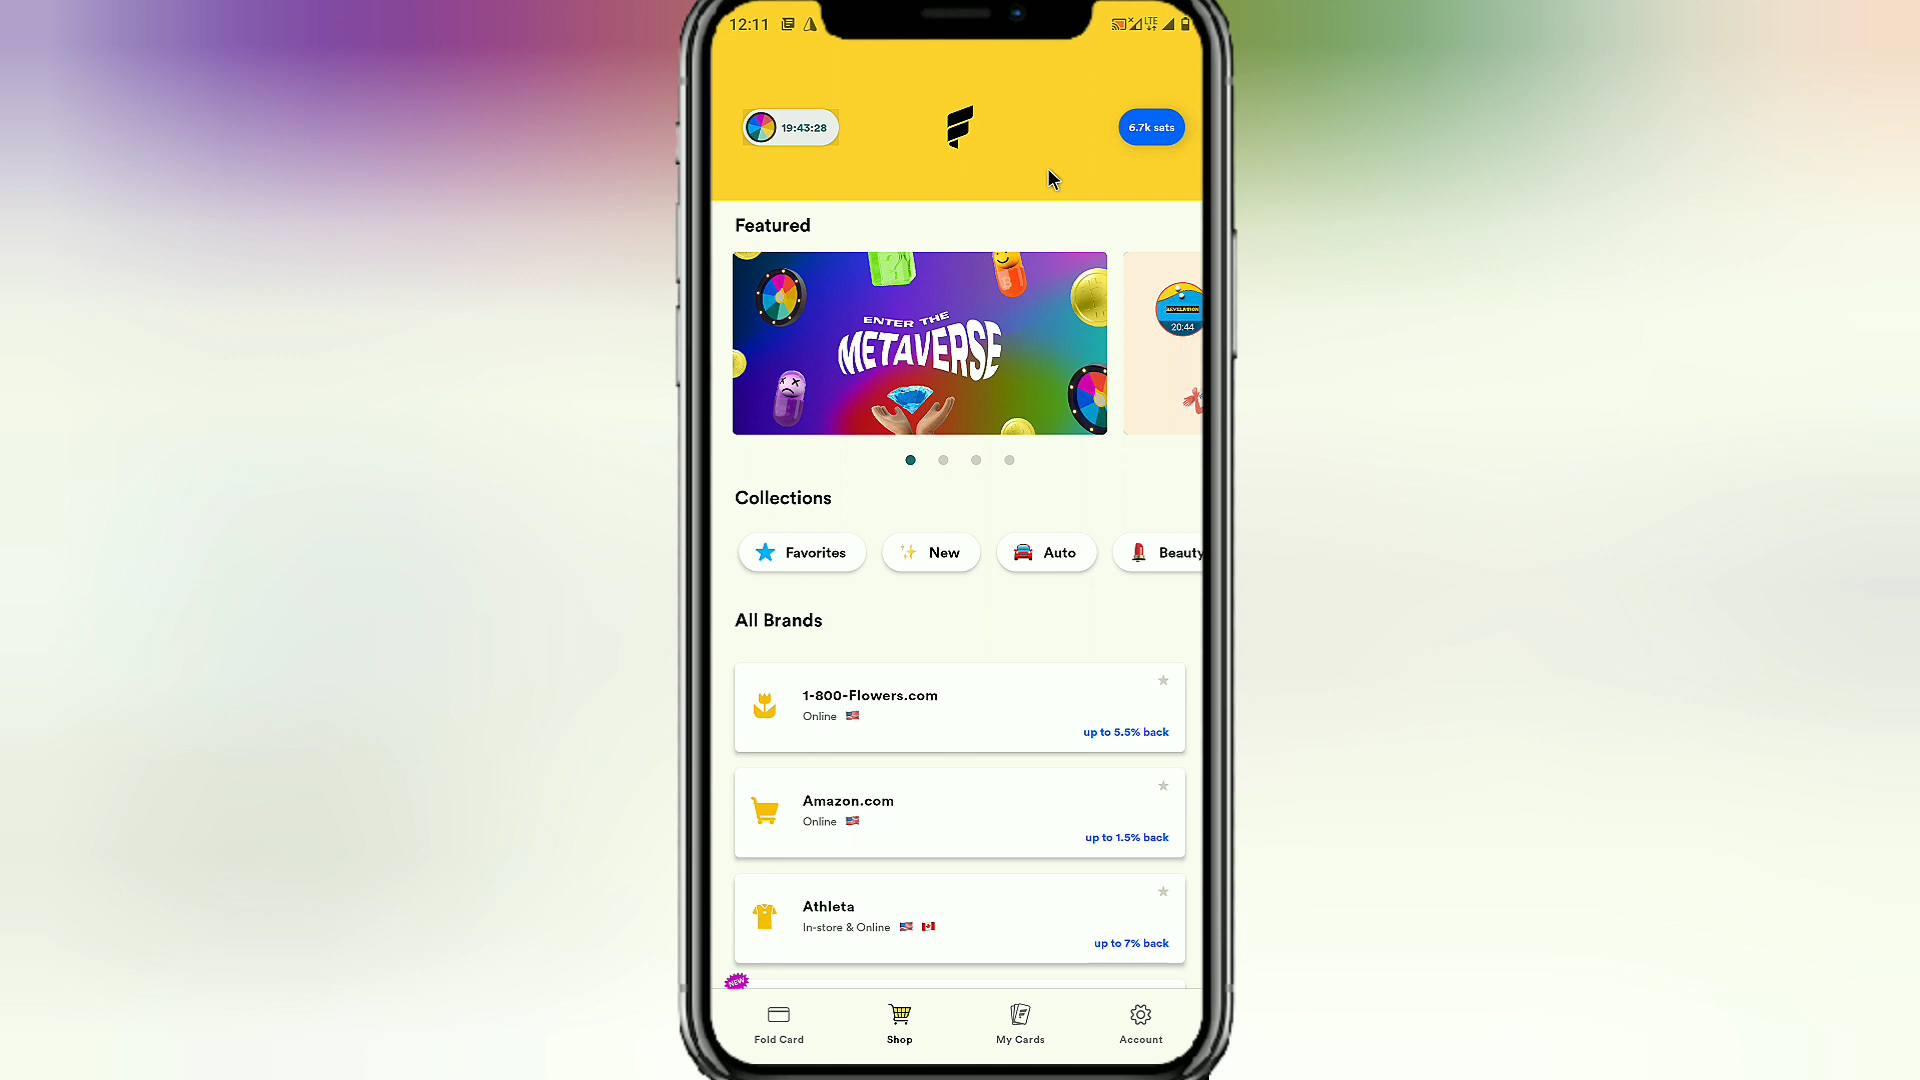 12:11
LTE
19:43:28
6.7k sats
Featured
ENTER THE
METAVERSE
REVELATION
20:44
Collections
Favorites
New
Auto
Beauty
All Brands
1-800-Flowers.com
Online
up to 5.5% back
Amazon.com
Online
up to 1.5% back
Athleta
In-store & Online
up to 7% back
NEW
Fold Card
Shop
My Cards
Account